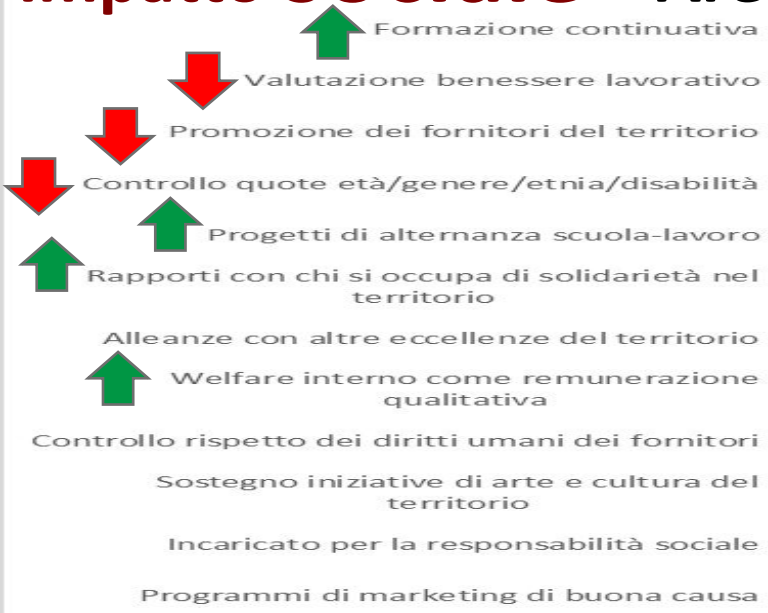 Formazione continuativa
Valutazione benessere lavorativo
Promozione dei fornitori del territorio
Controllo quote età/genere/etnia/disabilità
Progetti di alternanza scuola-lavoro
Rapporti con chi si occupa di solidarietà nel
territorio
Alleanze con altre eccellenze del territorio
Welfare interno come remunerazione
qualitativa
Controllo rispetto dei diritti umani dei fornitori
Sostegno iniziative di arte e cultura del
territorio
Incaricato per la responsabilità sociale
Programmi di marketing di buona causa